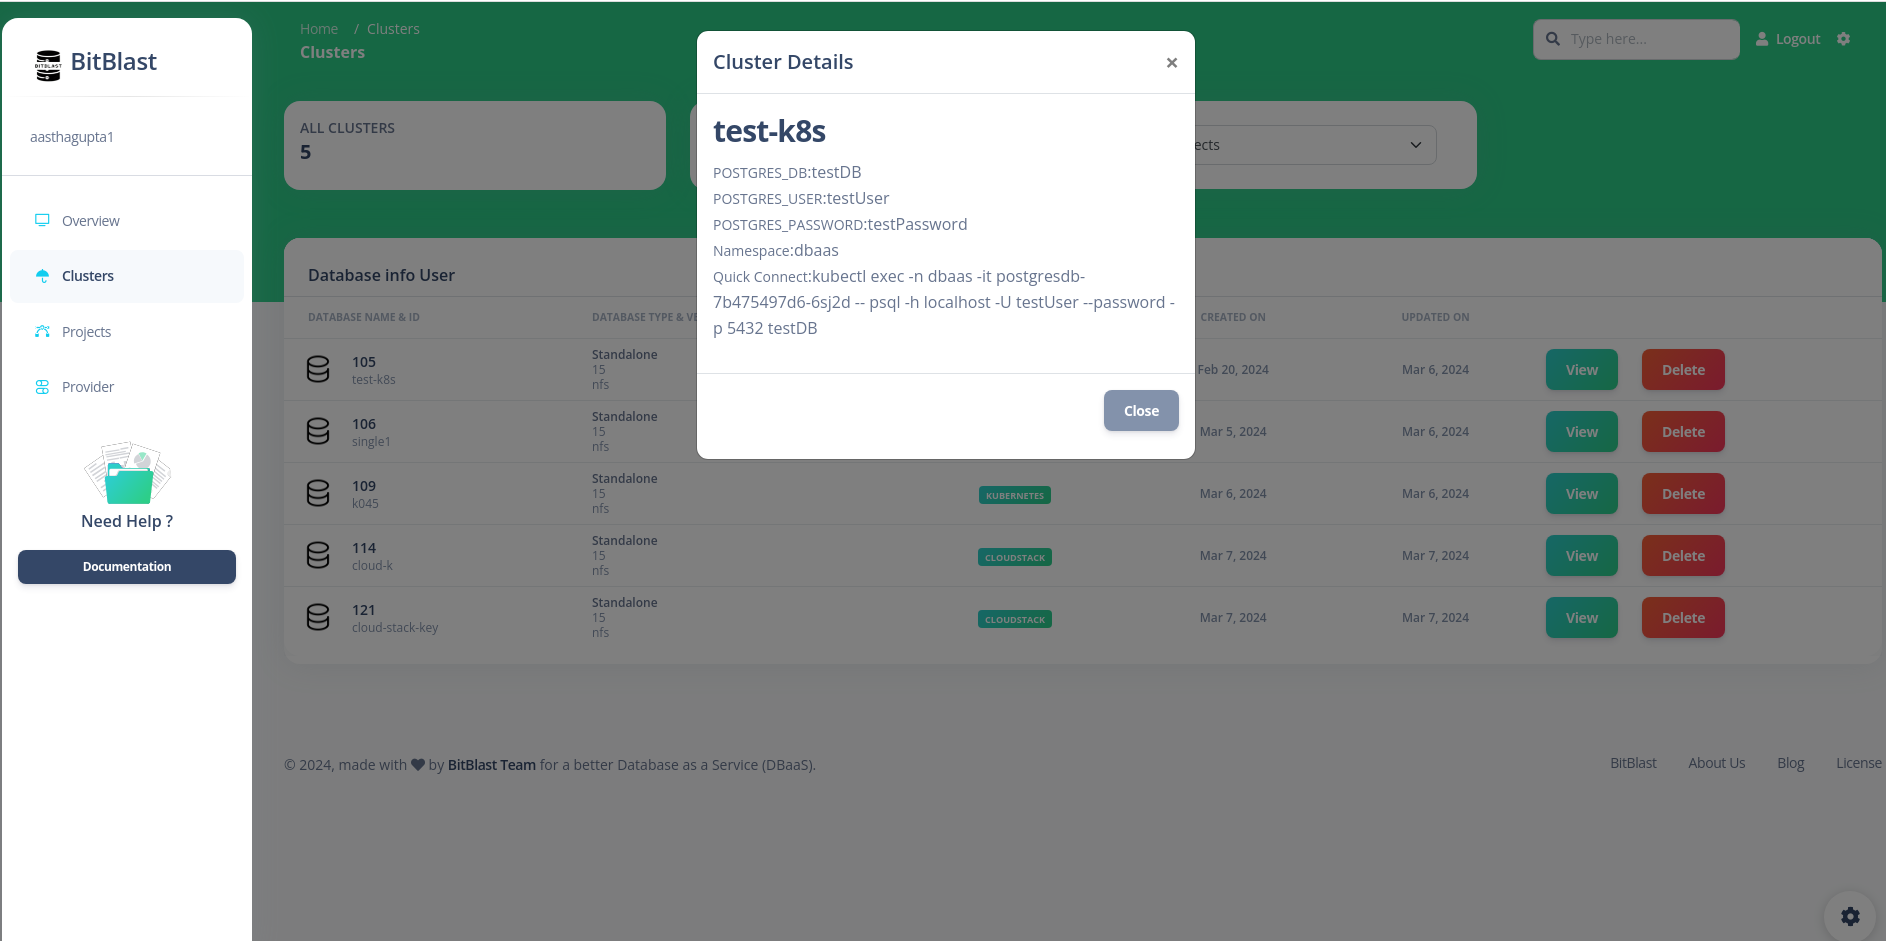 BitBlast
aasthagupta1
Overview
Clusters
Projects
Provider
Need Help ?
Documentation
Home / Clusters
Clusters
Type here...
Logout
ALL CLUSTERS
5
Database info User
DATABASE NAME & ID
DATABASE TYPE &
CREATED ON
UPDATED ON
105
test-k8s
Standalone
15
nfs
Feb 20, 2024
Mar 6, 2024
View
Delete
106
single1
Standalone
15
nfs
Mar 5, 2024
Mar 6, 2024
View
Delete
109
k045
Standalone
15
nfs
KUBERNETES
Mar 6, 2024
Mar 6, 2024
View
Delete
114
cloud-k
Standalone
15
nfs
CLOUDSTACK
Mar 7, 2024
Mar 7, 2024
View
Delete
121
cloud-stack-key
Standalone
15
nfs
CLOUDSTACK
Mar 7, 2024
Mar 7, 2024
View
Delete
Cluster Details
×
test-k8s
POSTGRES_DB:testDB
POSTGRES_USER:testUser
POSTGRES_PASSWORD:testPassword
Namespace:dbaas
Quick Connect:kubectl exec -n dbaas -it postgresdb-
7b475497d6-6sj2d -- psql -h localhost -U testUser --password -
p 5432 testDB
Close
© 2024, made with by BitBlast Team for a better Database as a Service (DBaaS).
BitBlast
About Us
Blog
License